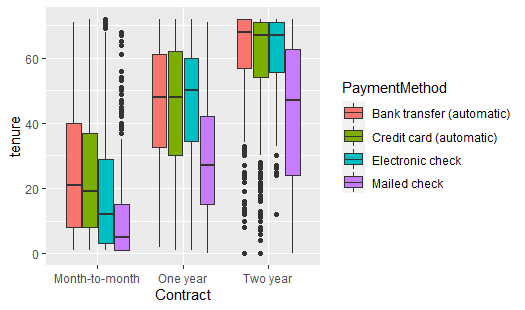 60
40
20
0
tenure
Month-to-month One year Two year
Contract
PaymentMethod
Bank transfer (automatic)
Credit card (automatic)
Electronic check
Mailed check